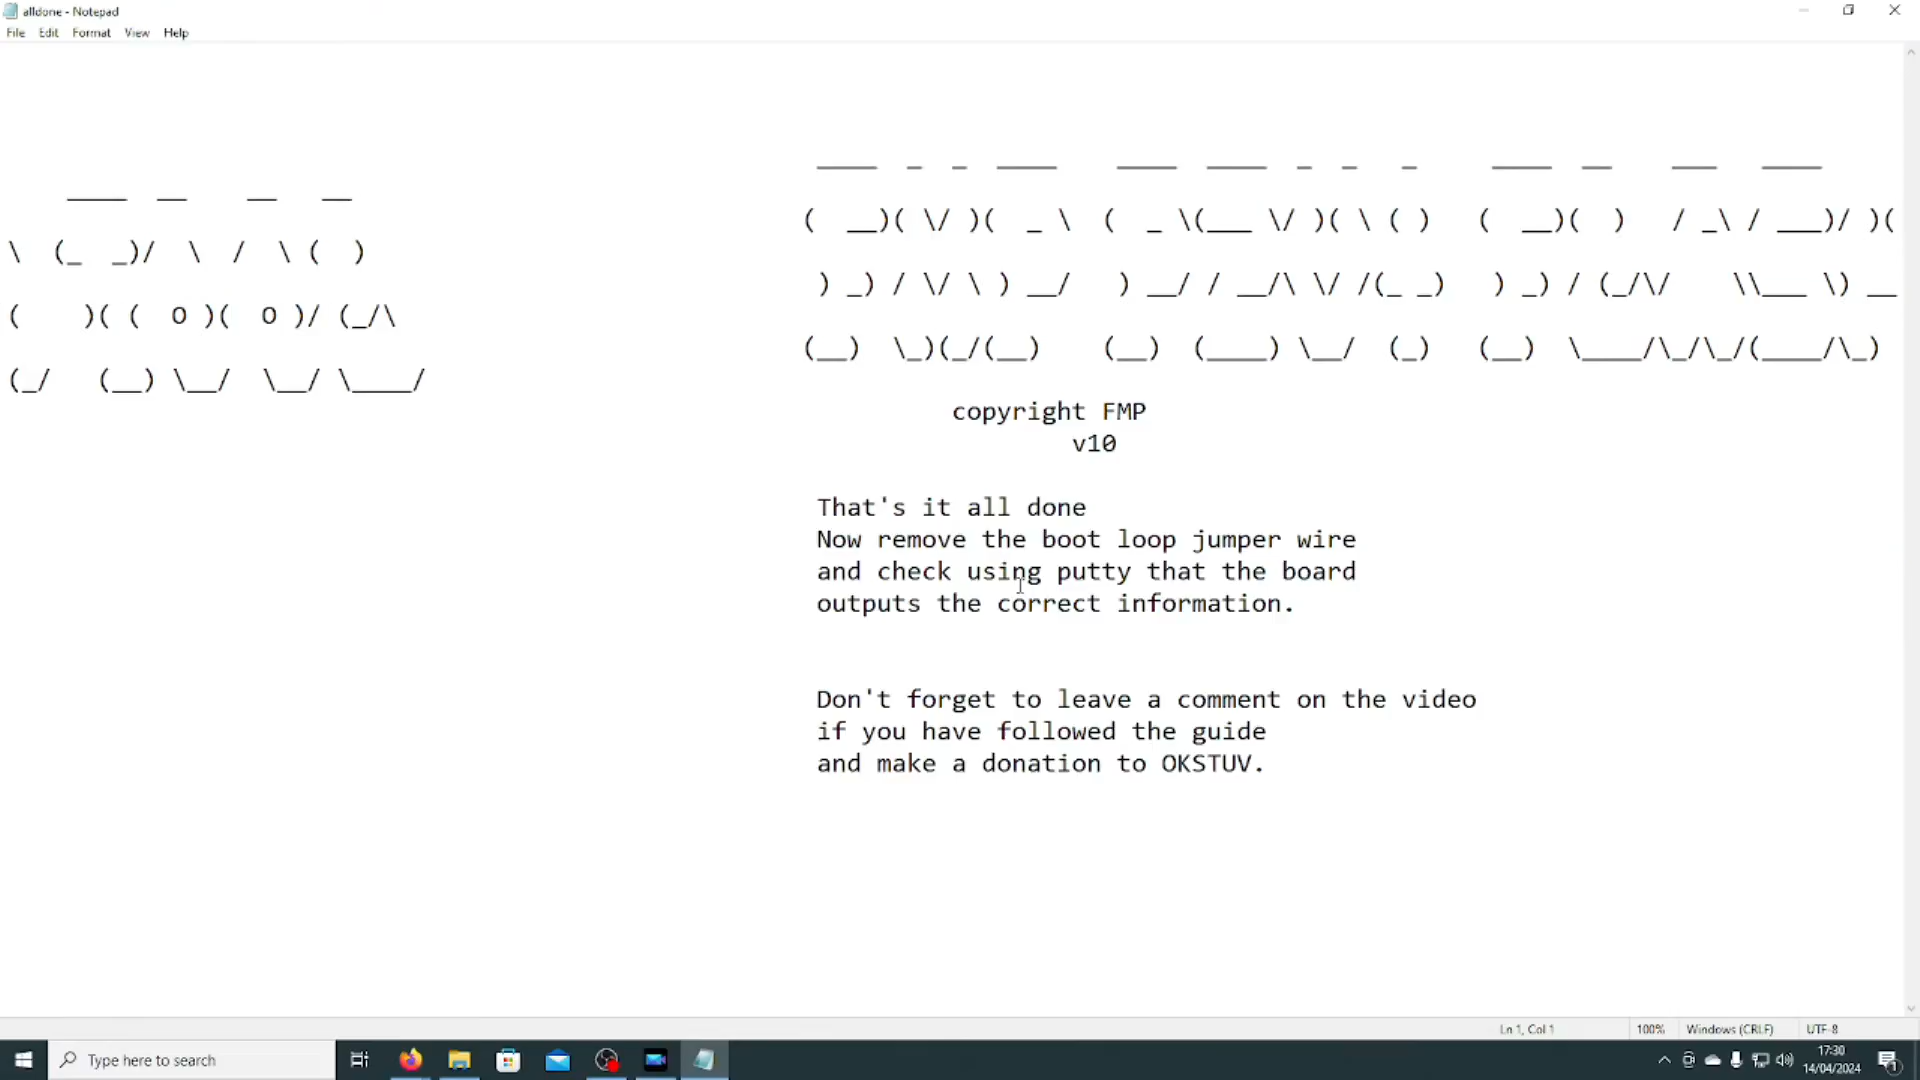 alldone - Notepad
File Edit Format View Help
copyright FMP
v10
That's it all done
Now remove the boot loop jumper wire
and check using putty that the board
outputs the correct information.
Don't forget to leave a comment on the video
if you have followed the guide
and make a donation to OKSTUV.
Ln 1, Col 1 100% Windows (CRLF) UTF-8
Type here to search
17:30
14/04/2024
1